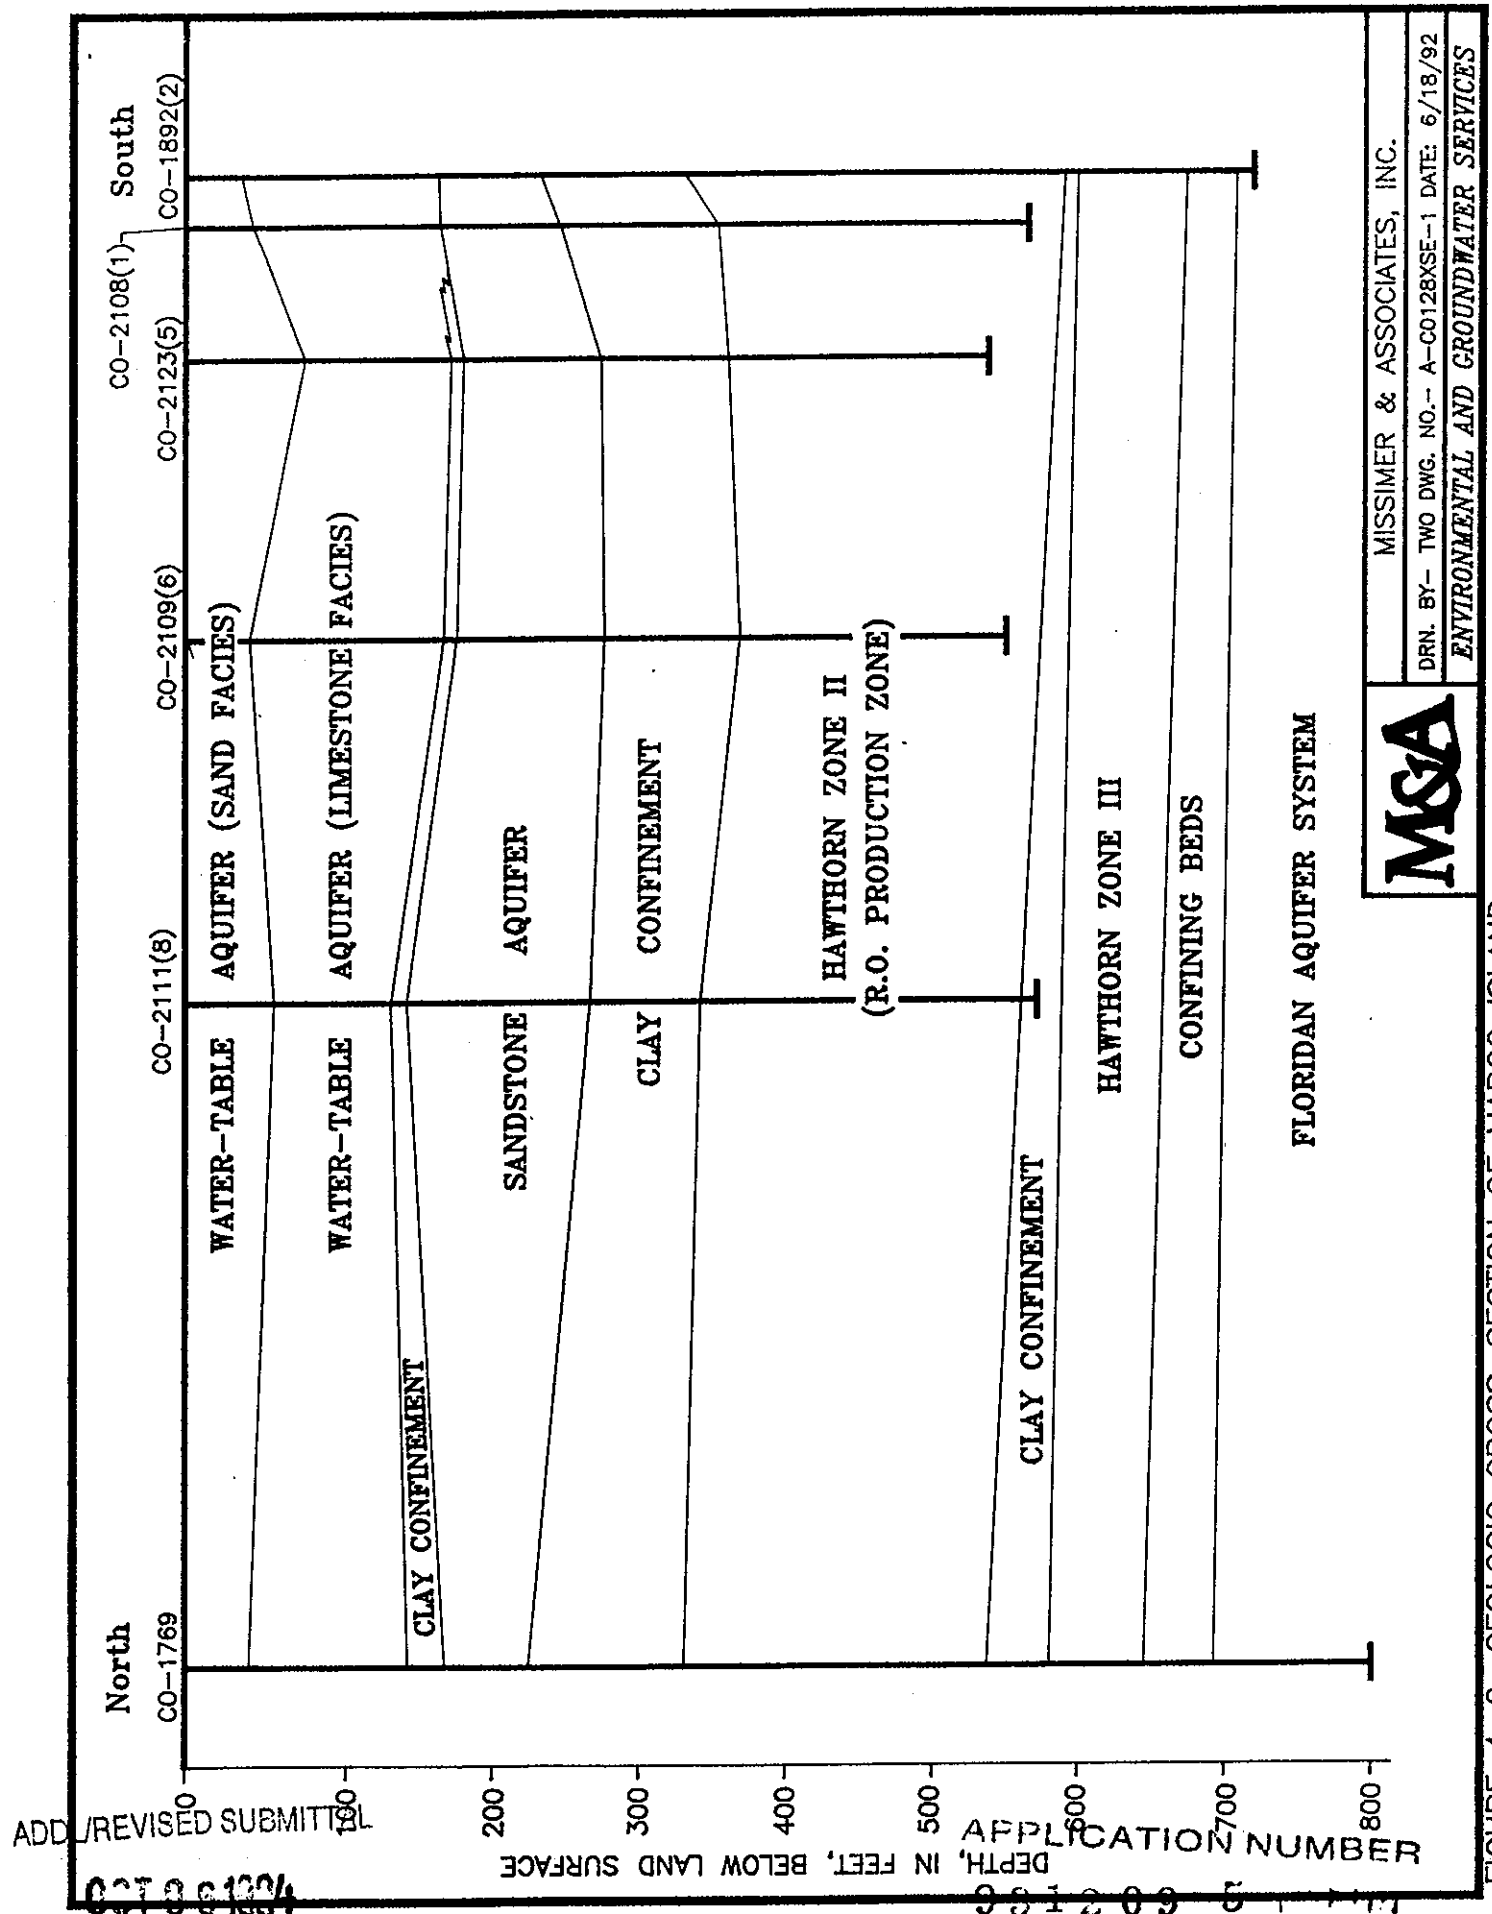 North
South
CO-1769
CO-2111(8)
CO-2109(6)
CO-2123(5)
CO-2108(1)
CO-1892(2)
WATER-TABLE AQUIFER (SAND FACIES)
WATER-TABLE AQUIFER (LIMESTONE FACIES)
CLAY CONFINEMENT
SANDSTONE AQUIFER
CLAY CONFINEMENT
HAWTHORN ZONE II
(R.O. PRODUCTION ZONE)
CLAY CONFINEMENT
HAWTHORN ZONE III
CONFINING BEDS
FLORIDAN AQUIFER SYSTEM
0
100
200
300
400
500
600
700
800
DEPTH, IN FEET, BELOW LAND SURFACE
M&A
MISSIMER & ASSOCIATES, INC.
DRN. BY- TWO DWG. NO.- A-C0128XSE-1 DATE: 6/18/92
ENVIRONMENTAL AND GROUNDWATER SERVICES
ADDL/REVISED SUBMITTAL
APPLICATION NUMBER